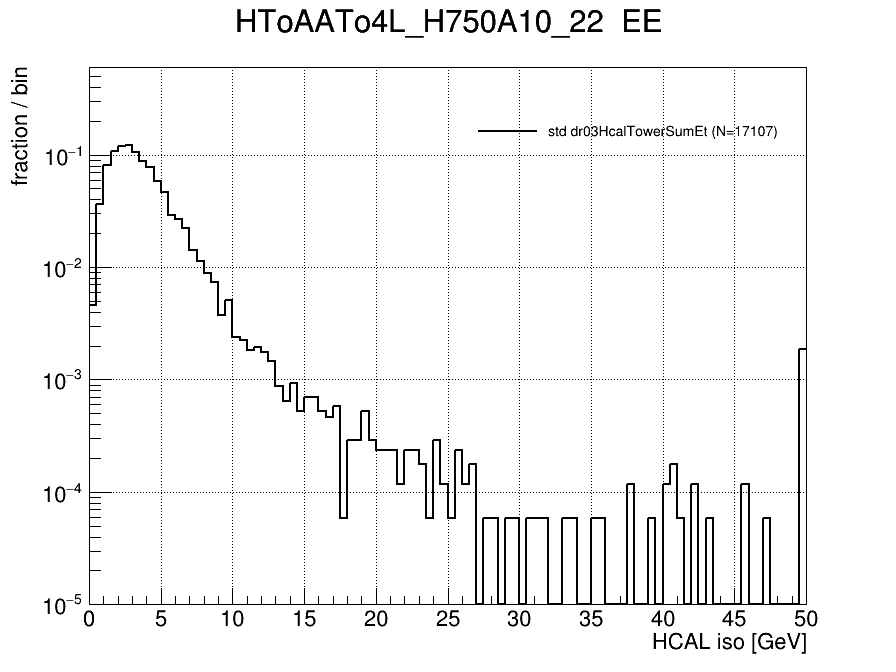 HToAATo4L_H750A10_22 EE
fraction / bin
std dr03HcalTowerSumEt (N=17107)
10⁻¹
10⁻²
10⁻³
10⁻⁴
10⁻⁵
0 5 10 15 20 25 30 35 40 45 50
HCAL iso [GeV]